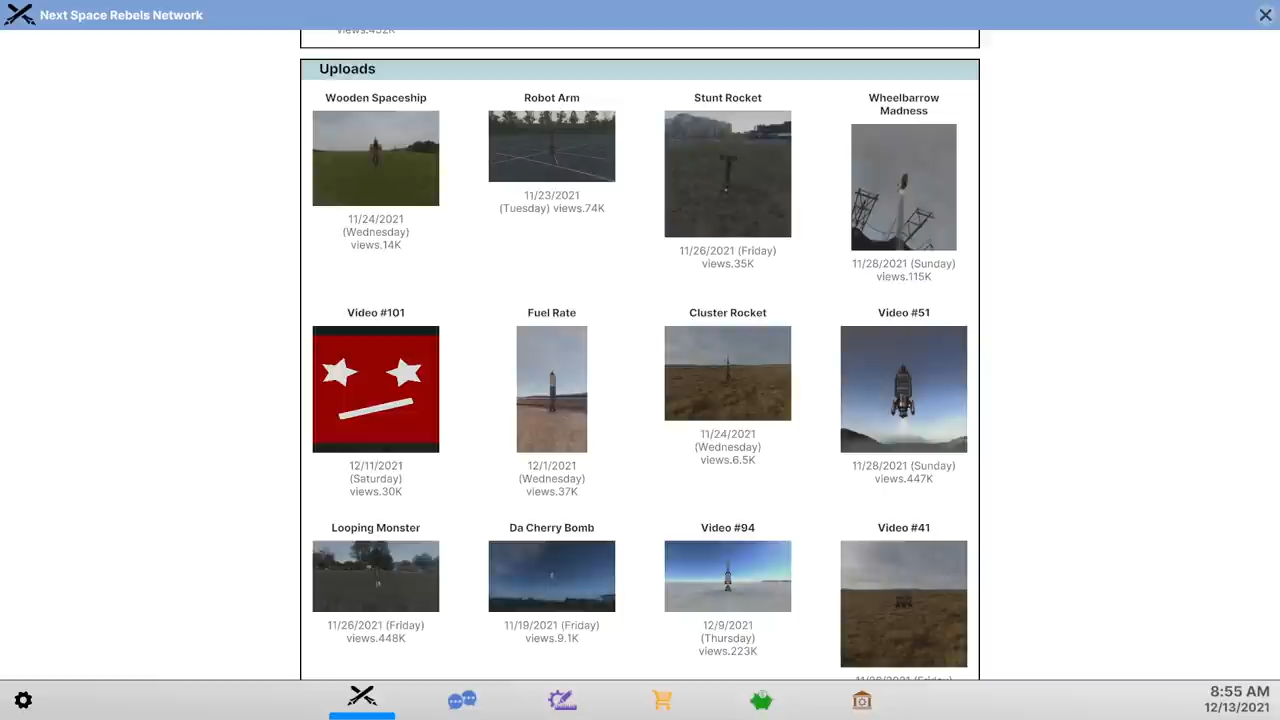 Next Space Rebels Network
views.452K
Uploads
Wooden Spaceship
Robot Arm
Stunt Rocket
Wheelbarrow
Madness
11/24/2021
(Wednesday)
views.14K
11/23/2021
(Tuesday) views.74K
11/26/2021 (Friday)
views.35K
11/28/2021 (Sunday)
views.115K
Video #101
Fuel Rate
Cluster Rocket
Video #51
12/11/2021
(Saturday)
views.30K
12/1/2021
(Wednesday)
views.37K
11/24/2021
(Wednesday)
views.6.5K
11/28/2021 (Sunday)
views.447K
Looping Monster
Da Cherry Bomb
Video #94
Video #41
11/26/2021 (Friday)
views.448K
11/19/2021 (Friday)
views.9.1K
12/9/2021
(Thursday)
views.223K
8:55 AM
12/13/2021